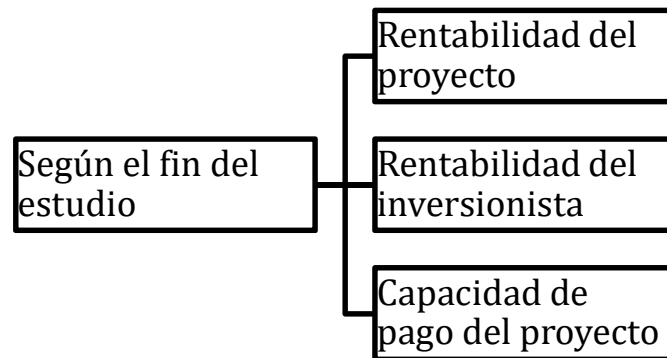 Rentabilidad del
proyecto
Según el fin del
estudio
Rentabilidad del
inversionista
Capacidad de
pago del proyecto